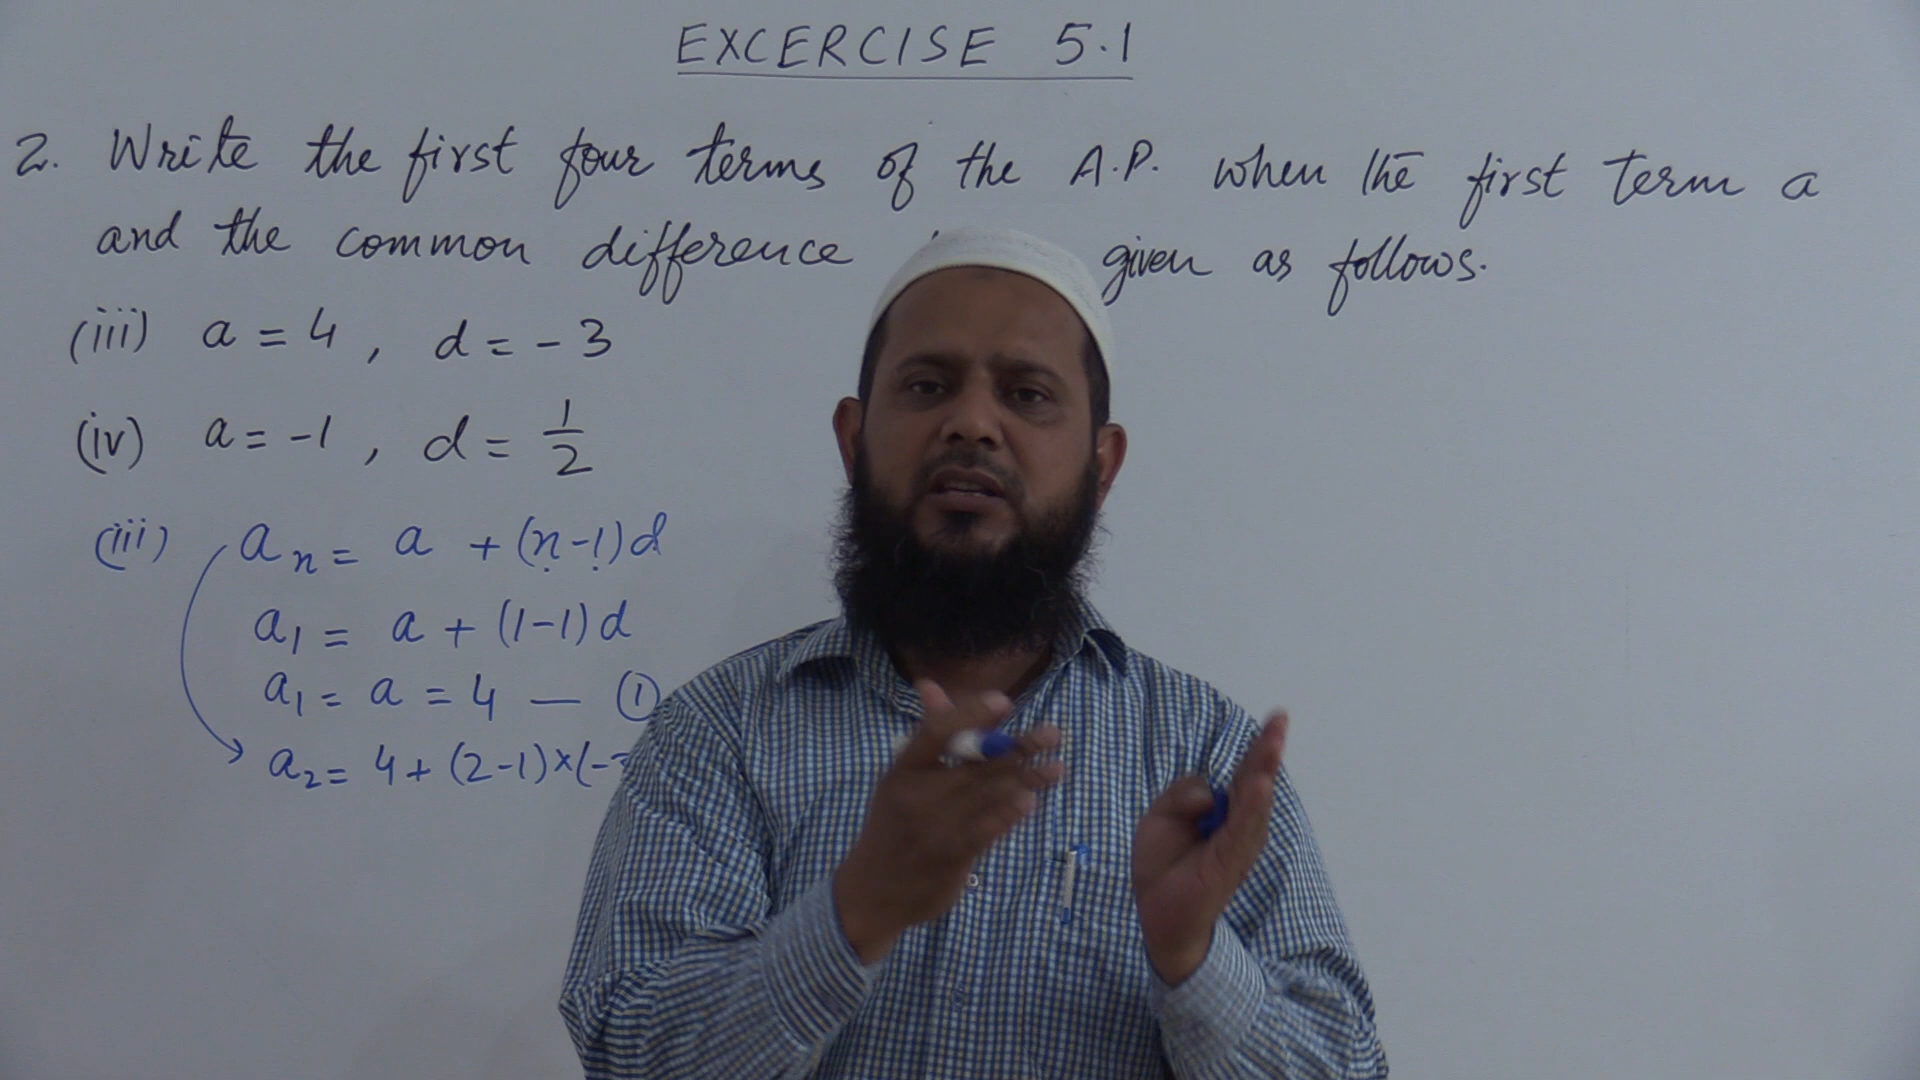 EXCERCISE 5.1
2. Write the first four terms of the A.P. when the first term a
and the common difference given as follows.
(iii) a = 4 , d = - 3
(iv) a = -1 , d = 1/2
(iii) an = a + (n-1)d
a1 = a + (1-1)d
a1 = a = 4 — ①
a2 = 4 + (2-1)×(-